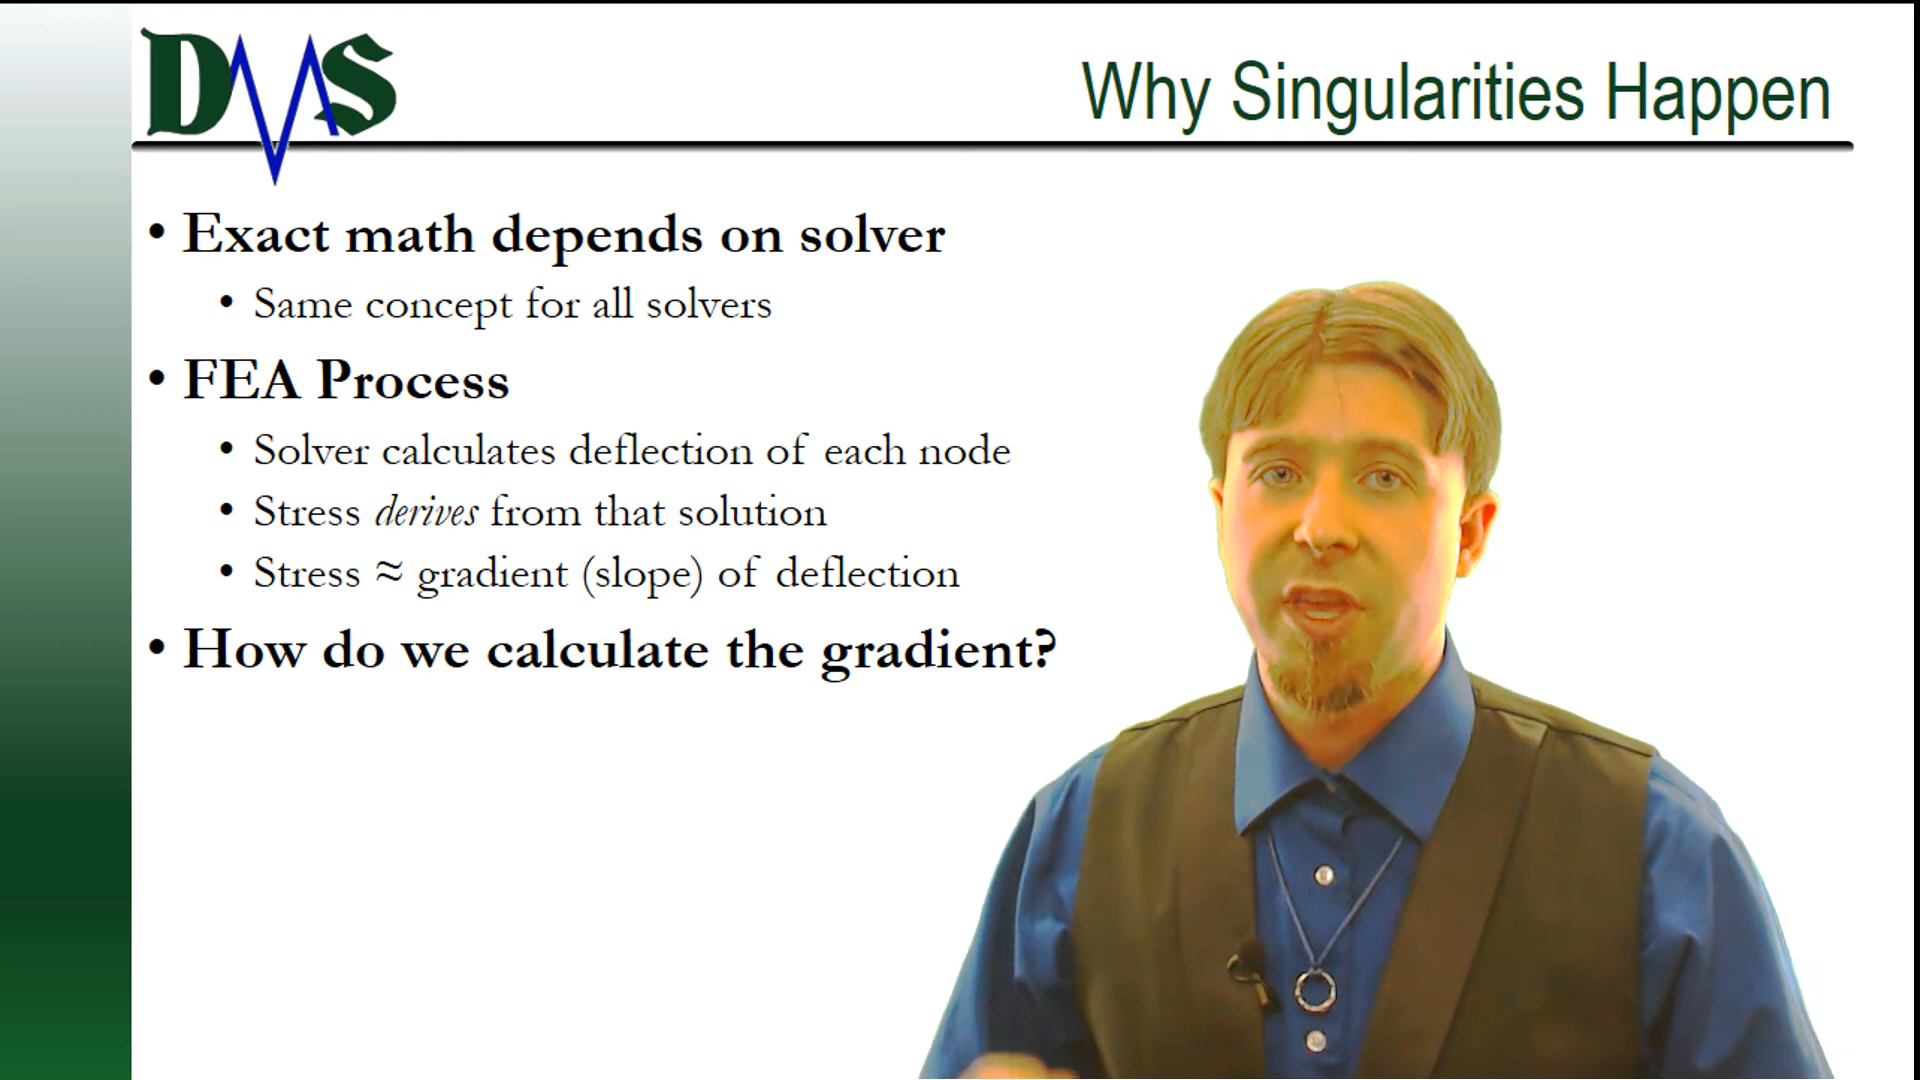 DMS
Why Singularities Happen
• Exact math depends on solver
• Same concept for all solvers
• FEA Process
• Solver calculates deflection of each node
• Stress derives from that solution
• Stress ≈ gradient (slope) of deflection
• How do we calculate the gradient?